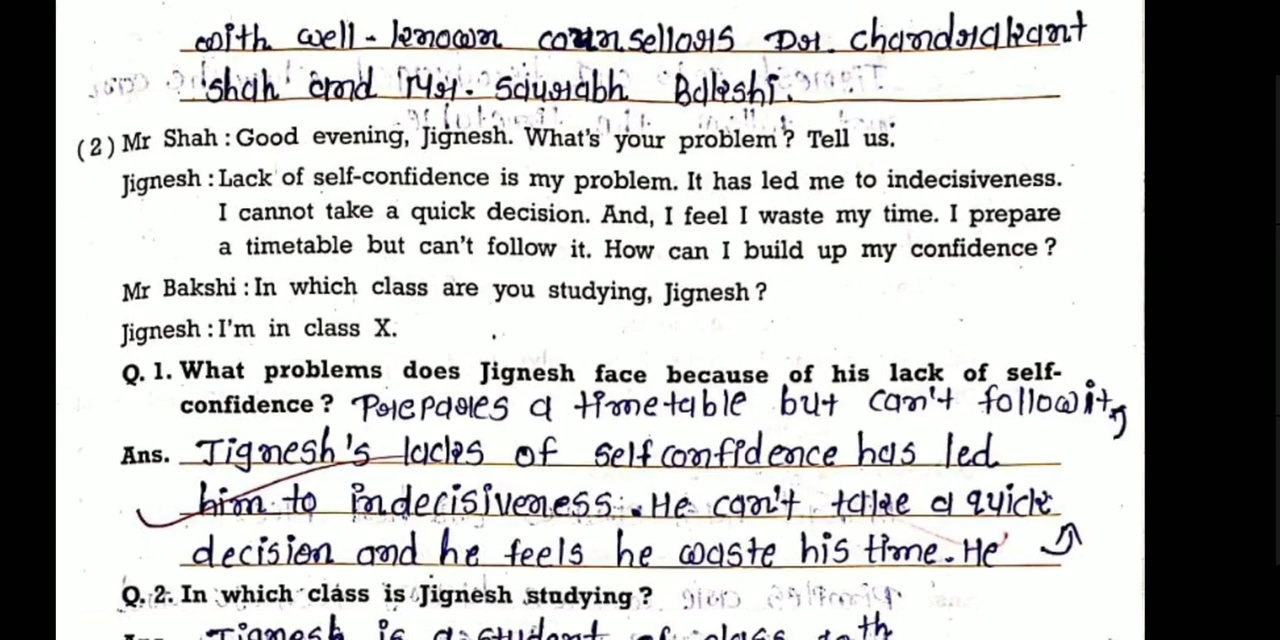 with well-known counsellors Dr. chandrakant
shah and Mr. Saurabh Bakshi.
(2) Mr Shah : Good evening, Jignesh. What's your problem ? Tell us.
Jignesh : Lack of self-confidence is my problem. It has led me to indecisiveness.
I cannot take a quick decision. And, I feel I waste my time. I prepare
a timetable but can't follow it. How can I build up my confidence ?
Mr Bakshi : In which class are you studying, Jignesh ?
Jignesh : I'm in class X.
Q. 1. What problems does Jignesh face because of his lack of self-
confidence ? Prepares a timetable but can't follow it,
Ans. Jignesh's lacks of self confidence has led
him to indecisiveness. He can't take a quick
decision and he feels he waste his time. He
Q. 2. In which class is Jignesh studying ?
Jignesh is a student of class 10th